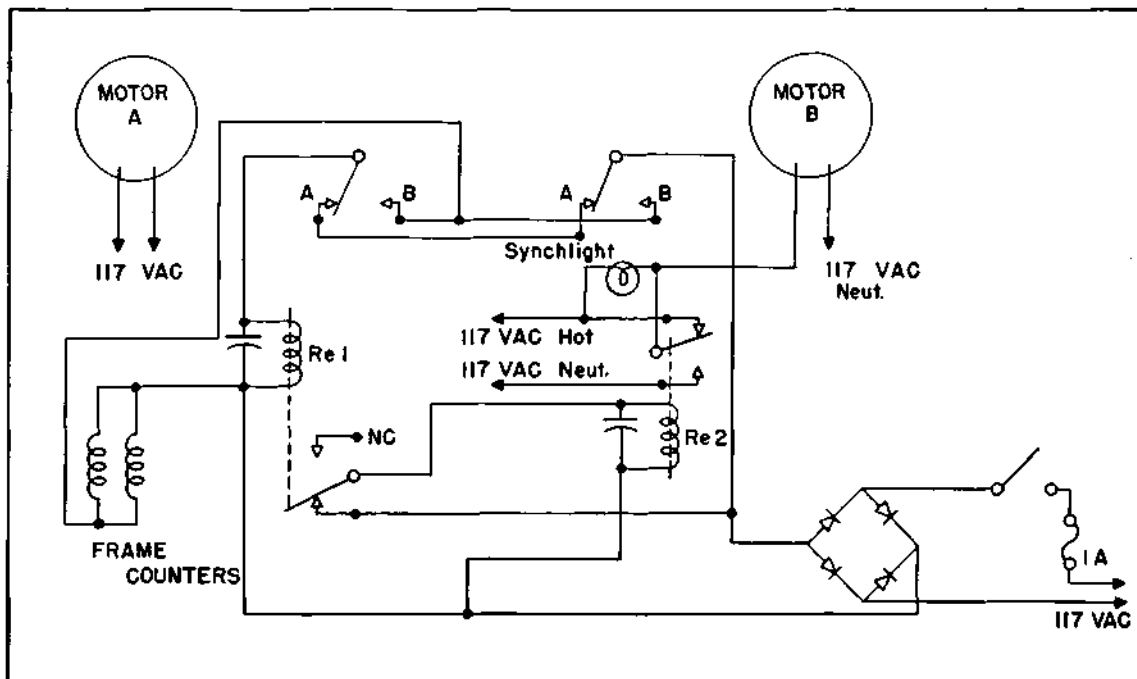 MOTOR
A
MOTOR
B
A
B
A
B
Synchlight
117 VAC
117 VAC
Neut.
117 VAC Hot
117 VAC Neut.
Re 1
Re 2
NC
FRAME
COUNTERS
1 A
117 VAC